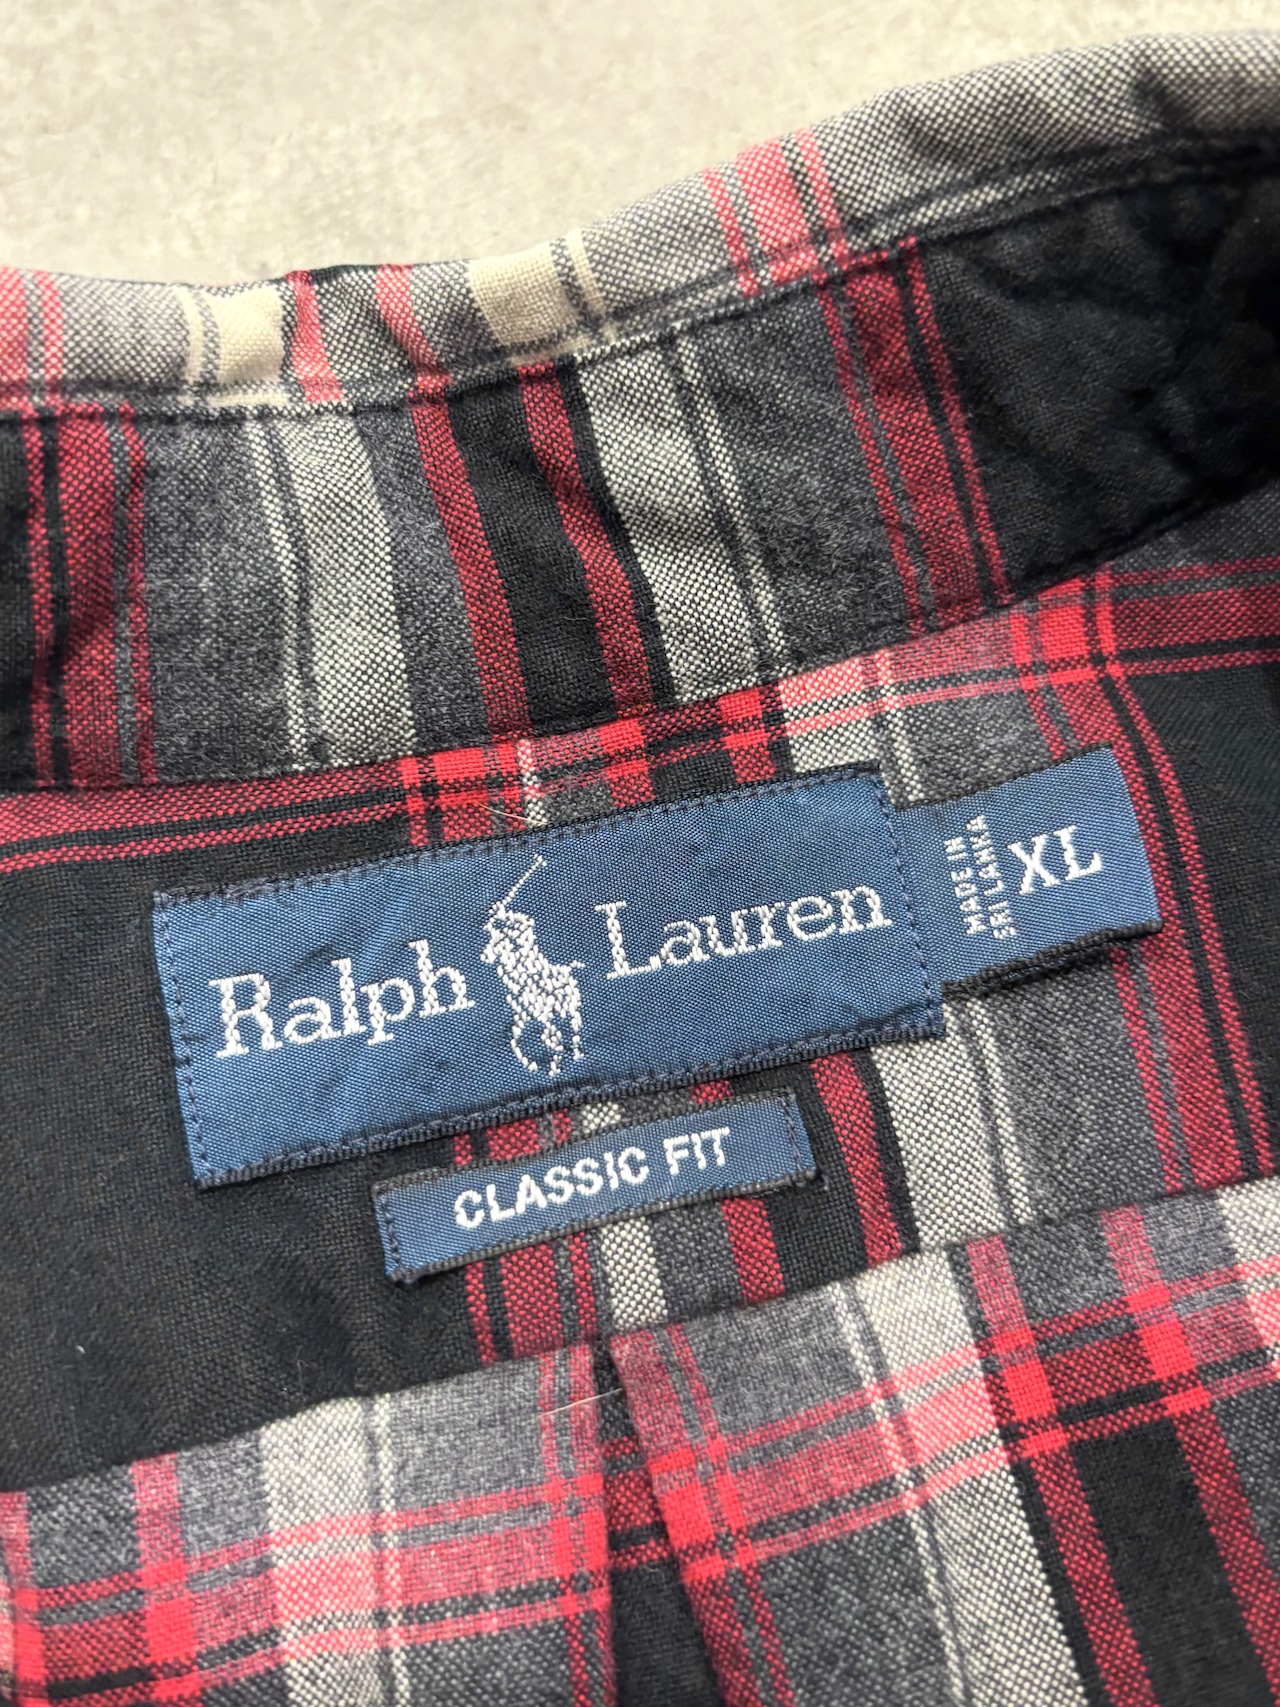 Ralph Lauren
MADE IN
SRI LANKA
XL
CLASSIC FIT